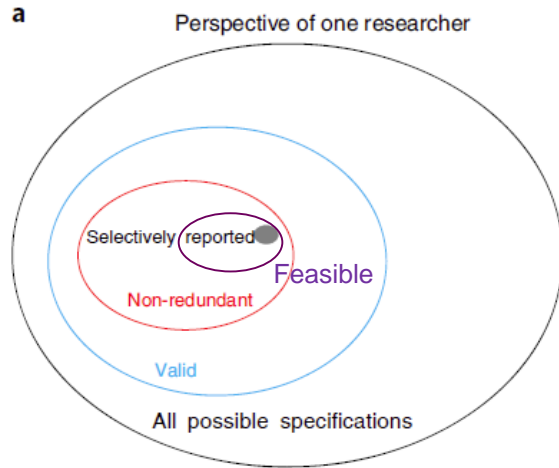 a
Perspective of one researcher
Selectively reported
Feasible
Non-redundant
Valid
All possible specifications